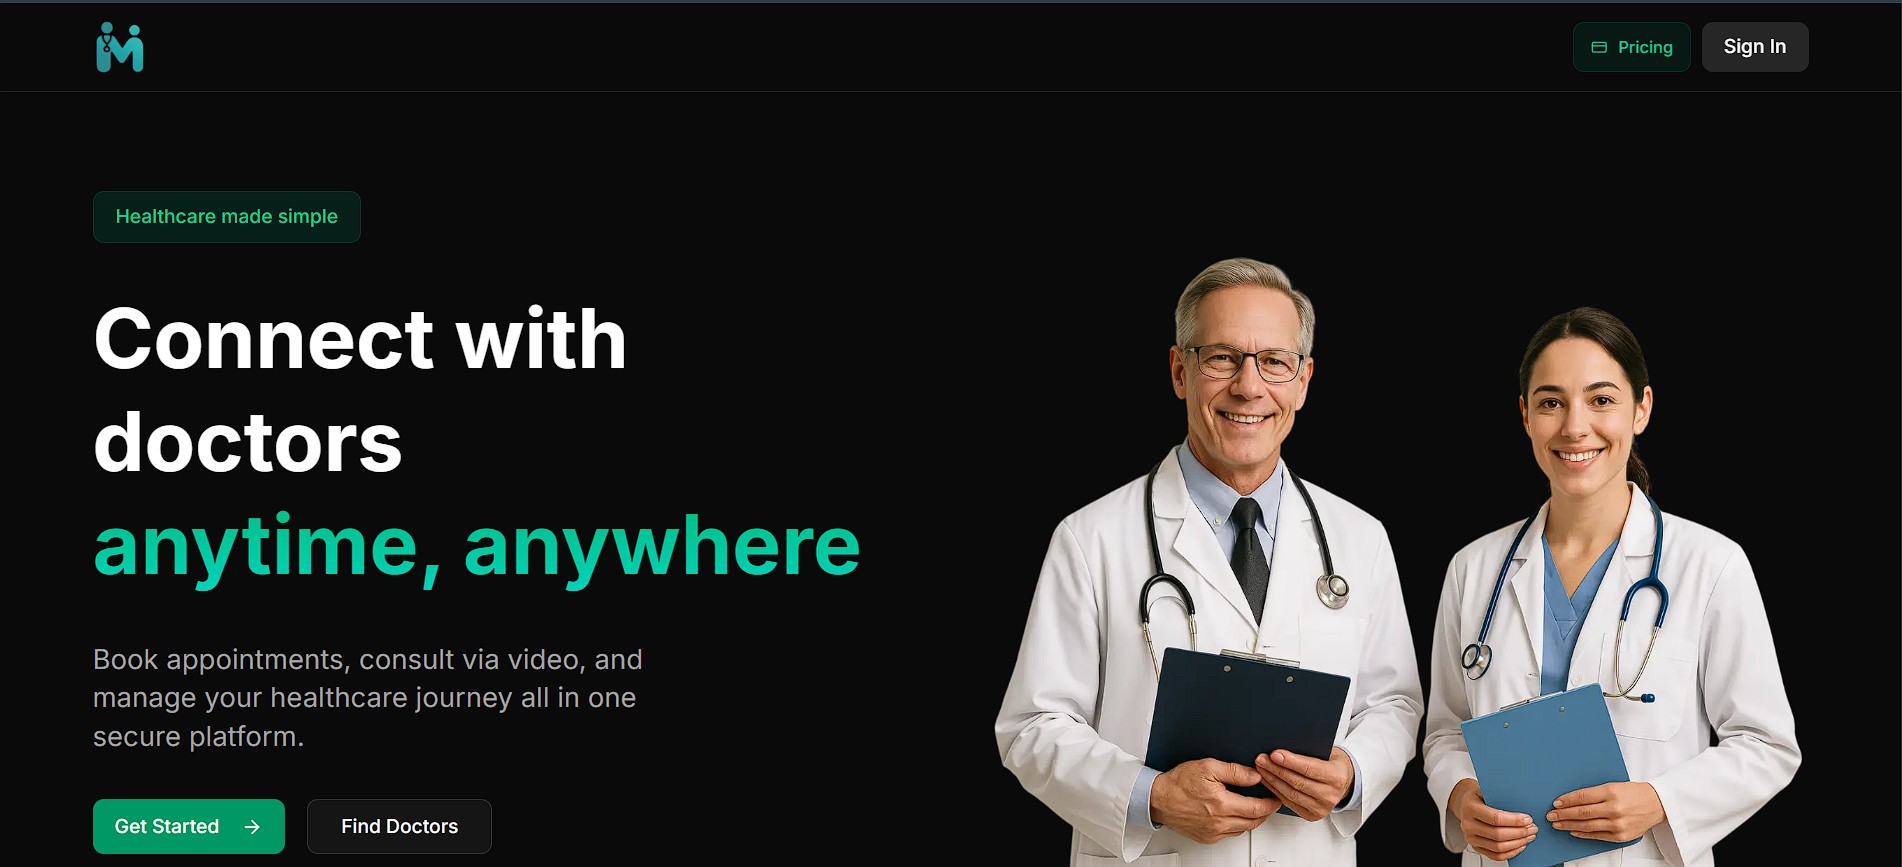 Pricing
Sign In
Healthcare made simple
Connect with
doctors
anytime, anywhere
Book appointments, consult via video, and
manage your healthcare journey all in one
secure platform.
Get Started
Find Doctors